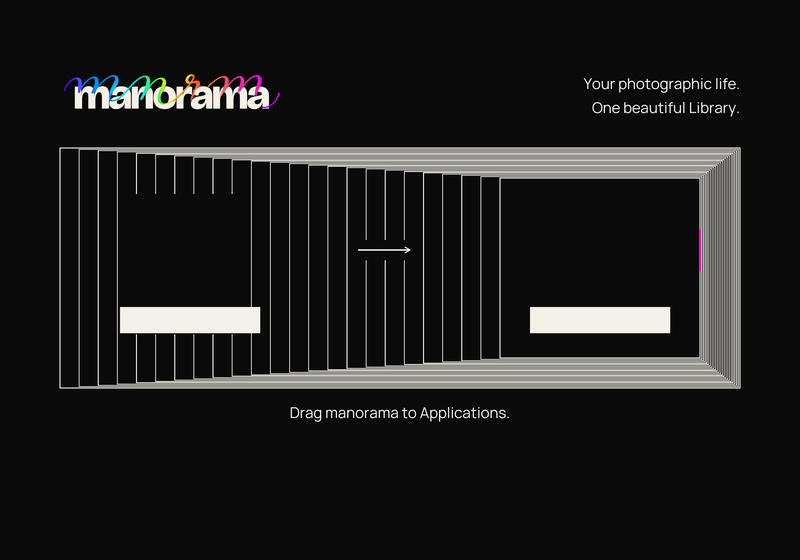 manorama
Your photographic life.
One beautiful Library.
Drag manorama to Applications.